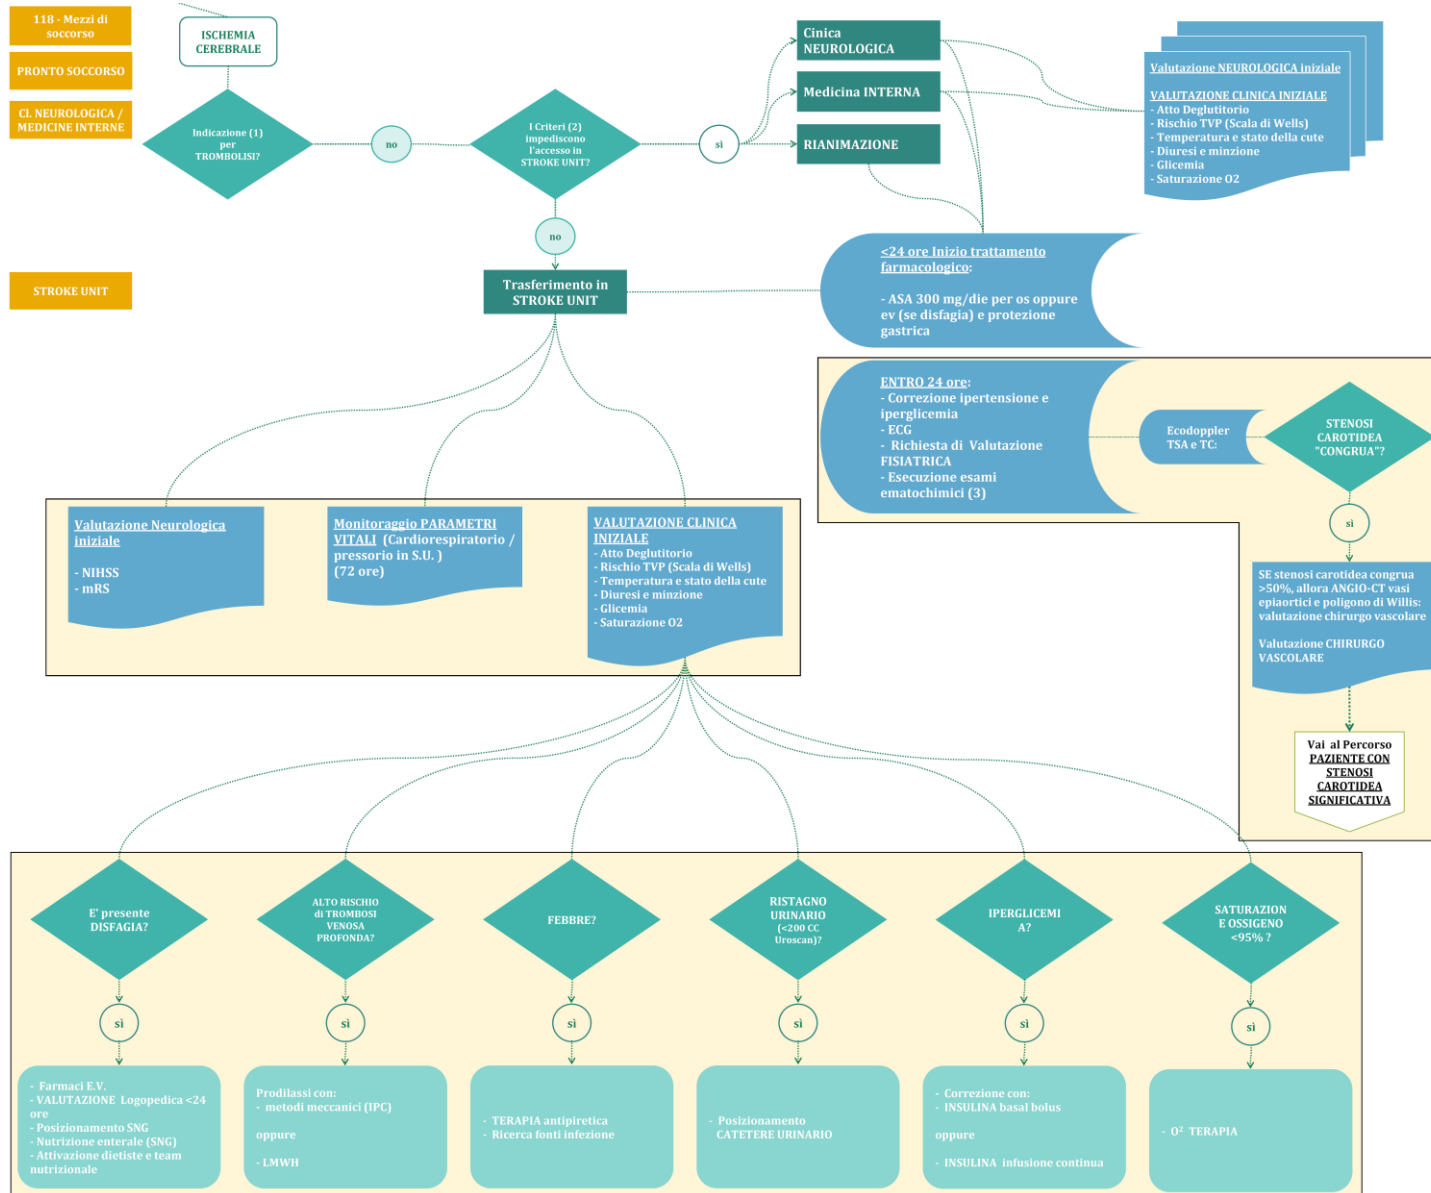 118 - Mezzi di
soccorso
PRONTO SOCCORSO
CL. NEUROLOGICA /
MEDICINE INTERNE
STROKE UNIT
ISCHEMIA
CEREBRALE
Indicazione (1)
per
TROMBOLISI?
no
I Criteri (2)
impediscono
l'accesso in
STROKE UNIT?
sì
no
Cinica
NEUROLOGICA
Medicina INTERNA
RIANIMAZIONE
Valutazione NEUROLOGICA iniziale
VALUTAZIONE CLINICA
INIZIALE
- Atto Deglutitorio
- Rischio TVP (Scala di Wells)
- Temperatura e stato della cute
- Diuresi e minzione
- Glicemia
- Saturazione O2
Trasferimento in
STROKE UNIT
<24 ore Inizio trattamento
farmacologico:
- ASA 300 mg/die per os oppure
ev (se disfagia) e protezione
gastrica
ENTRO 24 ore:
- Correzione ipertensione e
iperglicemia
- ECG
- Richiesta di Valutazione
FISIATRICA
- Esecuzione esami
ematochimici (3)
Ecodoppler
TSA e TC:
STENOSI
CAROTIDEA
"CONGRUA"?
sì
SE stenosi carotidea congrua
>50%, allora ANGIO-CT vasi
epiaortici e poligono di Willis:
valutazione chirurgo vascolare
Valutazione CHIRURGO
VASCOLARE
Vai al Percorso
PAZIENTE CON
STENOSI
CAROTIDEA
SIGNIFICATIVA
Valutazione Neurologica
iniziale
- NIHSS
- mRS
Monitoraggio PARAMETRI
VITALI (Cardiorespiratorio /
pressorio in S.U. )
(72 ore)
VALUTAZIONE CLINICA
INIZIALE
- Atto Deglutitorio
- Rischio TVP (Scala di Wells)
- Temperatura e stato della cute
- Diuresi e minzione
- Glicemia
- Saturazione O2
E' presente
DISFAGIA?
sì
- Farmaci E.V.
- VALUTAZIONE Logopedica <24
ore
- Posizionamento SNG
- Nutrizione enterale (SNG)
- Attivazione dietiste e team
nutrizionale
ALTO RISCHIO
di TROMBOSI
VENOSA
PROFONDA?
sì
Prodilassi con:
- metodi meccanici (IPC)
oppure
- LMWH
FEBBRE?
sì
- TERAPIA antipiretica
- Ricerca fonti infezione
RISTAGNO
URINARIO
(<200 CC
Uroscan)?
sì
- Posizionamento
CATETERE URINARIO
IPERGLICEMI
A?
sì
- Correzione con:
- INSULINA basal bolus
oppure
- INSULINA infusione continua
SATURAZION
E OSSIGENO
<95% ?
sì
- O² TERAPIA